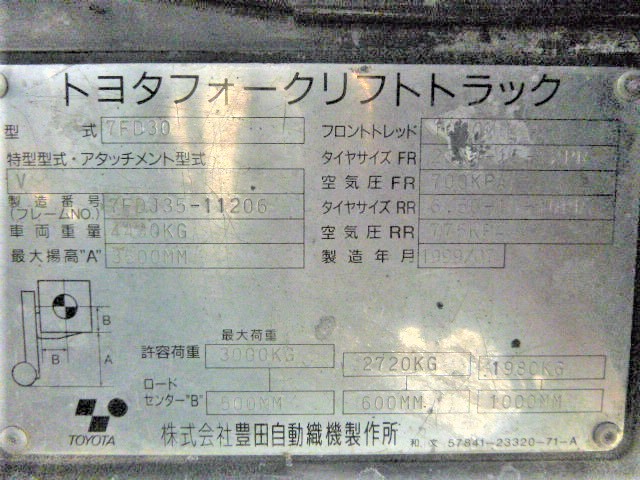 トヨタフォークリフトトラック
型式 7FD30
フロントトレッド
特型型式・アタッチメント型式
タイヤサイズ FR
V
空気圧 FR 700KPA
製造番号
(フレームNO.) 7FDJ35-11206
タイヤサイズ RR
車両重量
空気圧 RR 775KPA
最大揚高"A" 3000MM
製造年月
B
B
A
最大荷重
許容荷重 3000KG 2720KG 1980KG
ロード
センター"B" 500MM 600MM 1000MM
TOYOTA
株式会社豊田自動織機製作所
57841-23320-71-A